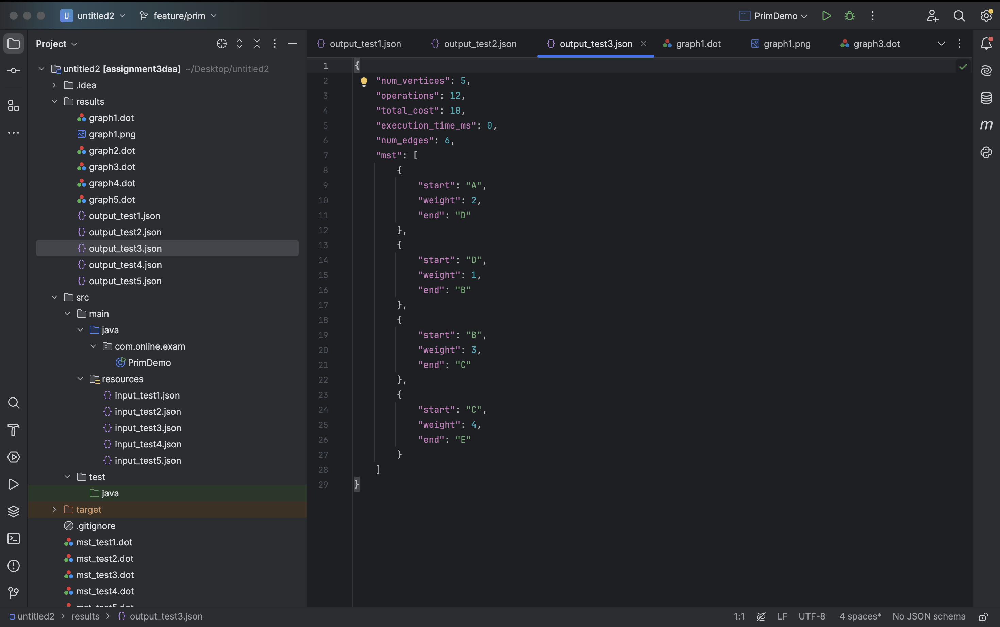 U untitled2 feature/prim PrimDemo
Project
output_test1.json output_test2.json output_test3.json graph1.dot graph1.png graph3.dot
untitled2 [assignment3daa] ~/Desktop/untitled2
.idea
results
graph1.dot
graph1.png
graph2.dot
graph3.dot
graph4.dot
graph5.dot
output_test1.json
output_test2.json
output_test3.json
output_test4.json
output_test5.json
src
main
java
com.online.exam
PrimDemo
resources
input_test1.json
input_test2.json
input_test3.json
input_test4.json
input_test5.json
test
java
target
.gitignore
mst_test1.dot
mst_test2.dot
mst_test3.dot
mst_test4.dot
mst_test5.dot
1 {
2 "num_vertices": 5,
3 "operations": 12,
4 "total_cost": 10,
5 "execution_time_ms": 0,
6 "num_edges": 6,
7 "mst": [
8 {
9 "start": "A",
10 "weight": 2,
11 "end": "D"
12 },
13 {
14 "start": "D",
15 "weight": 1,
16 "end": "B"
17 },
18 {
19 "start": "B",
20 "weight": 3,
21 "end": "C"
22 },
23 {
24 "start": "C",
25 "weight": 4,
26 "end": "E"
27 }
28 ]
29 }
m
untitled2 > results > {} output_test3.json 1:1 LF UTF-8 4 spaces* No JSON schema